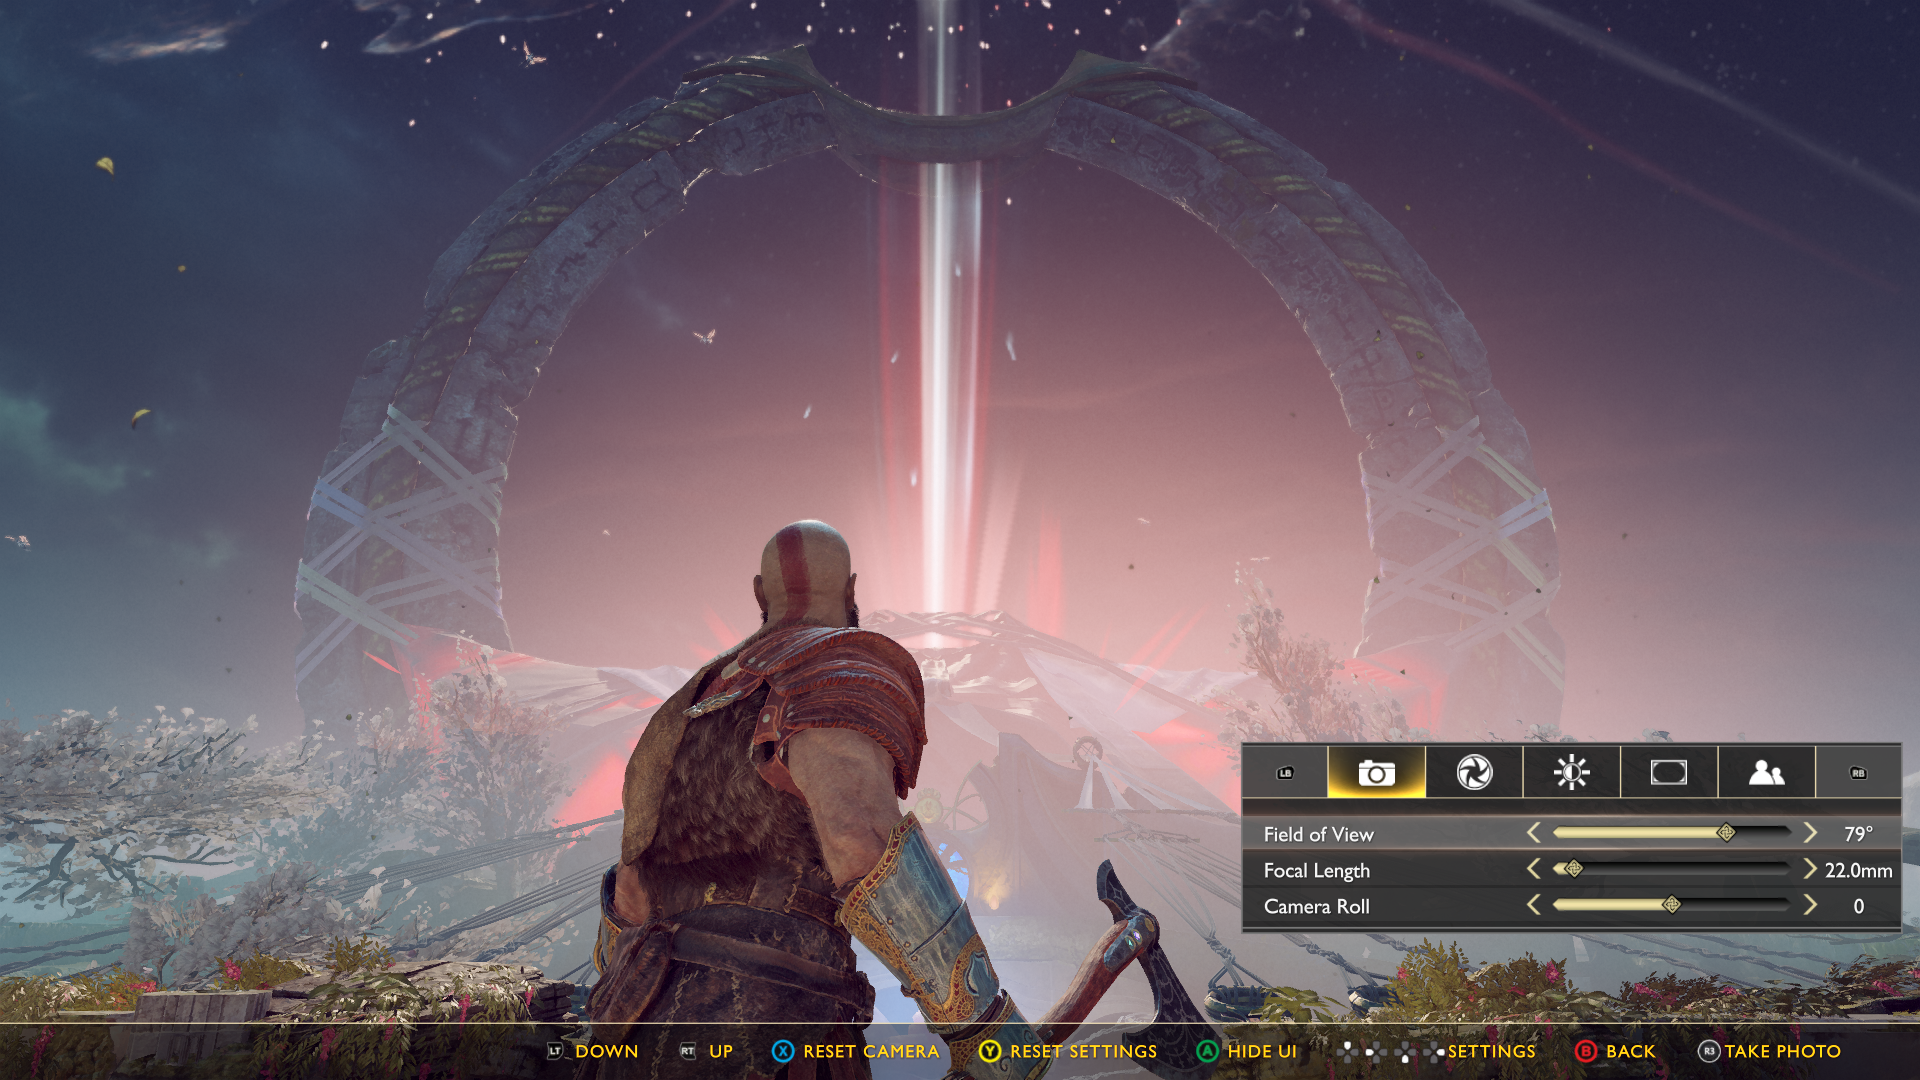 LB RB
Field of View 79°
Focal Length 22.0mm
Camera Roll 0
LT DOWN RT UP X RESET CAMERA Y RESET SETTINGS A HIDE UI SETTINGS B BACK R3 TAKE PHOTO